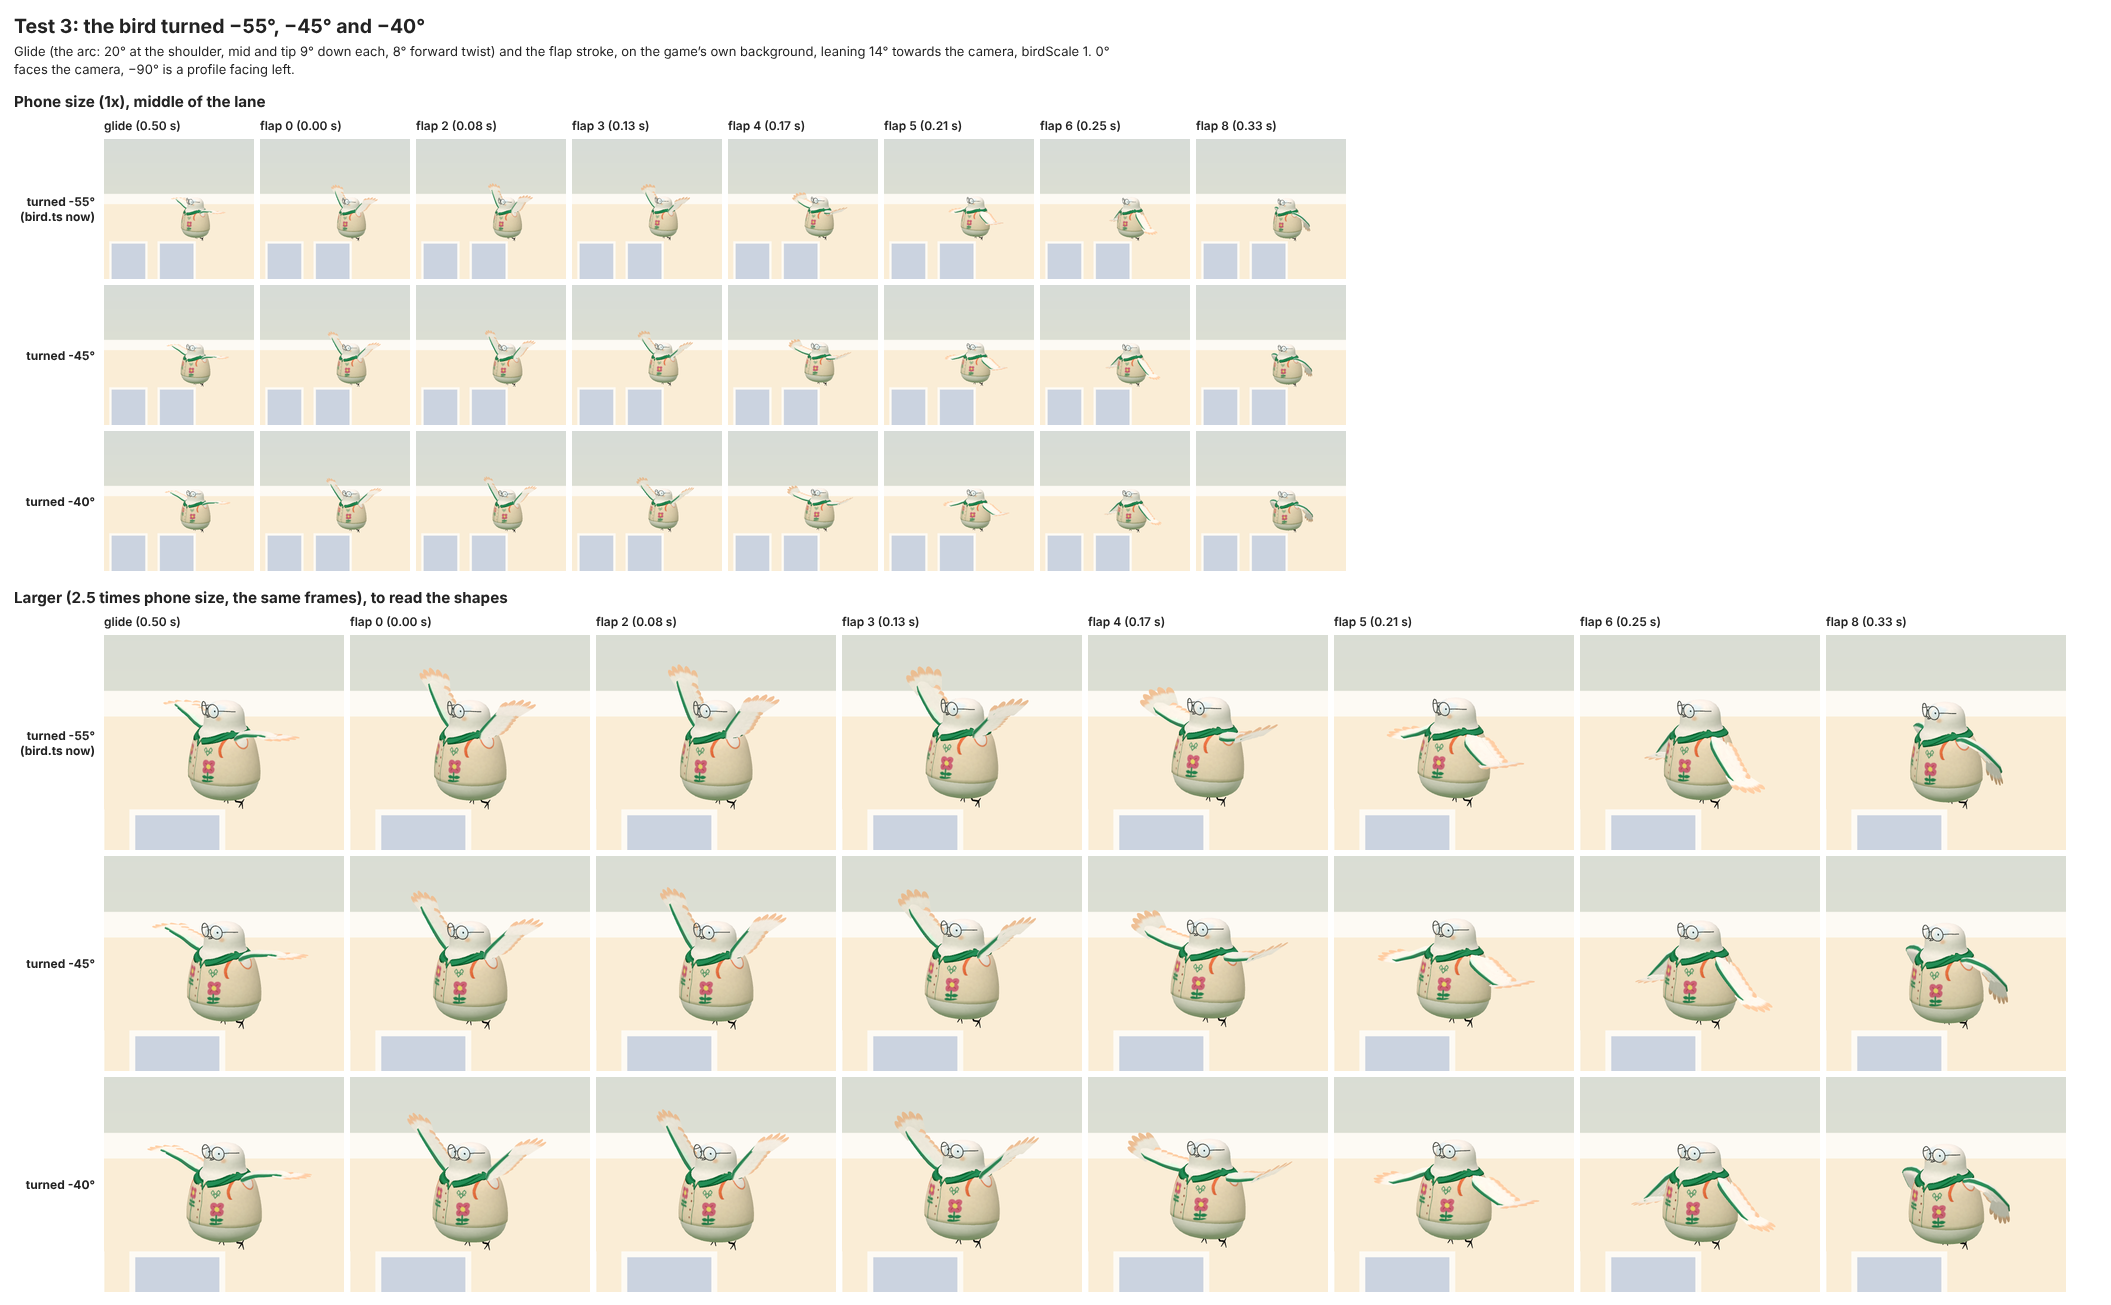 Test 3: the bird turned −55°, −45° and −40°
Glide (the arc: 20° at the shoulder, mid and tip 9° down each, 8° forward twist) and the flap stroke, on the game’s own background, leaning 14° towards the camera, birdScale 1. 0°
faces the camera, −90° is a profile facing left.
Phone size (1x), middle of the lane
glide (0.50 s) flap 0 (0.00 s) flap 2 (0.08 s) flap 3 (0.13 s) flap 4 (0.17 s) flap 5 (0.21 s) flap 6 (0.25 s) flap 8 (0.33 s)
turned -55°
(bird.ts now)
turned -45°
turned -40°
Larger (2.5 times phone size, the same frames), to read the shapes
glide (0.50 s) flap 0 (0.00 s) flap 2 (0.08 s) flap 3 (0.13 s) flap 4 (0.17 s) flap 5 (0.21 s) flap 6 (0.25 s) flap 8 (0.33 s)
turned -55°
(bird.ts now)
turned -45°
turned -40°